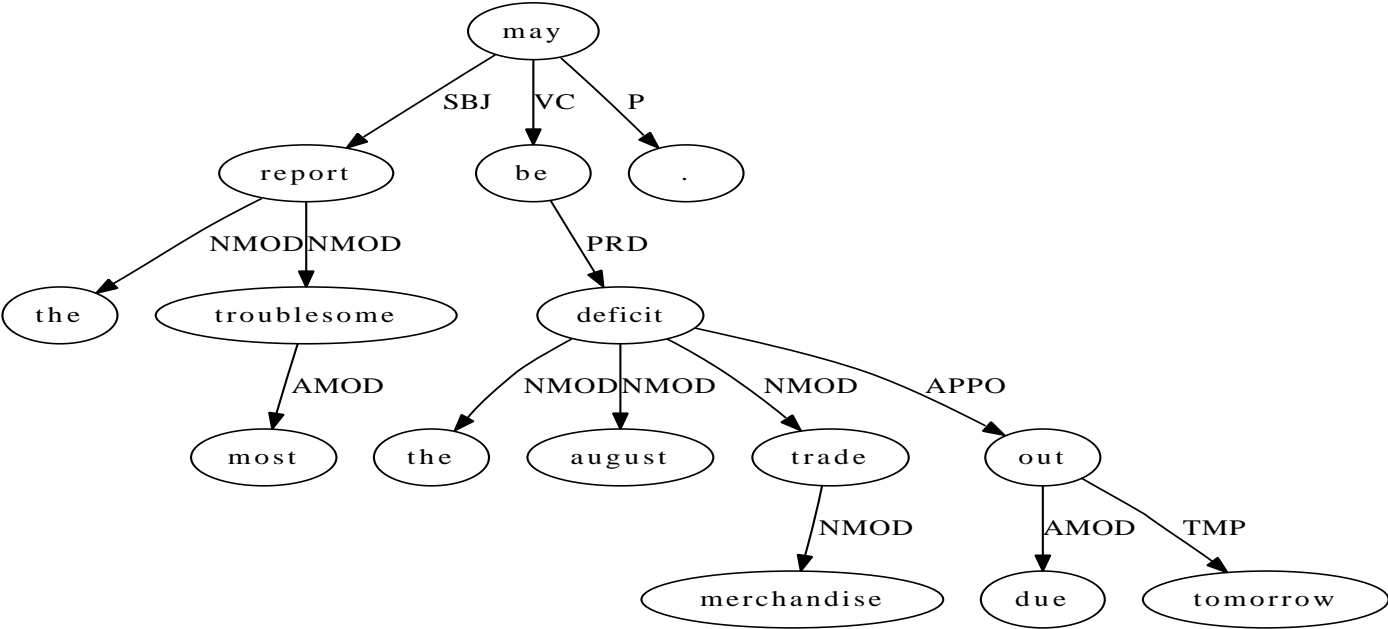 may
SBJ VC P
report be .
NMOD NMOD PRD
the troublesome deficit
AMOD NMOD NMOD NMOD APPO
most the august trade out
NMOD AMOD TMP
merchandise due tomorrow